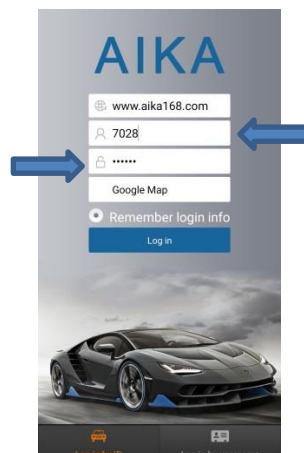 AIKA
www.aika168.com
7028
••••••
Google Map
Remember login info
Log in